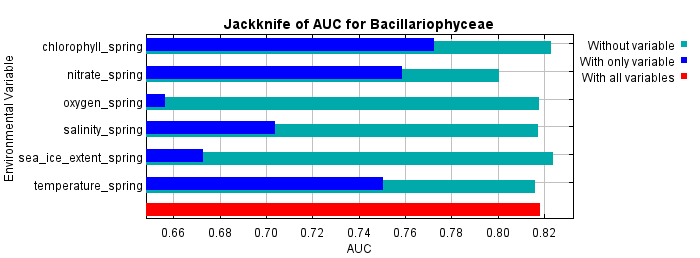 Jackknife of AUC for Bacillariophyceae
Environmental Variable
chlorophyll_spring
nitrate_spring
oxygen_spring
salinity_spring
sea_ice_extent_spring
temperature_spring
Without variable
With only variable
With all variables
0.66 0.68 0.70 0.72 0.74 0.76 0.78 0.80 0.82
AUC